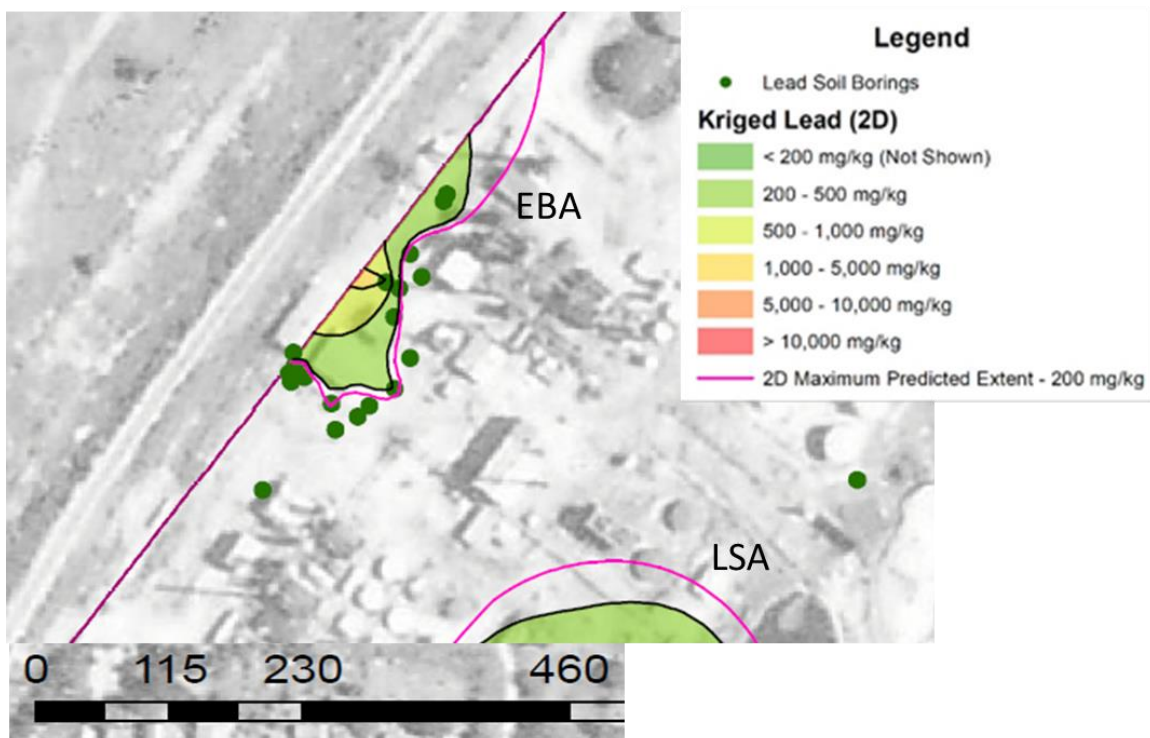 Legend
Lead Soil Borings
Kriged Lead (2D)
< 200 mg/kg (Not Shown)
200 - 500 mg/kg
500 - 1,000 mg/kg
1,000 - 5,000 mg/kg
5,000 - 10,000 mg/kg
> 10,000 mg/kg
2D Maximum Predicted Extent - 200 mg/kg
EBA
LSA
0 115 230 460